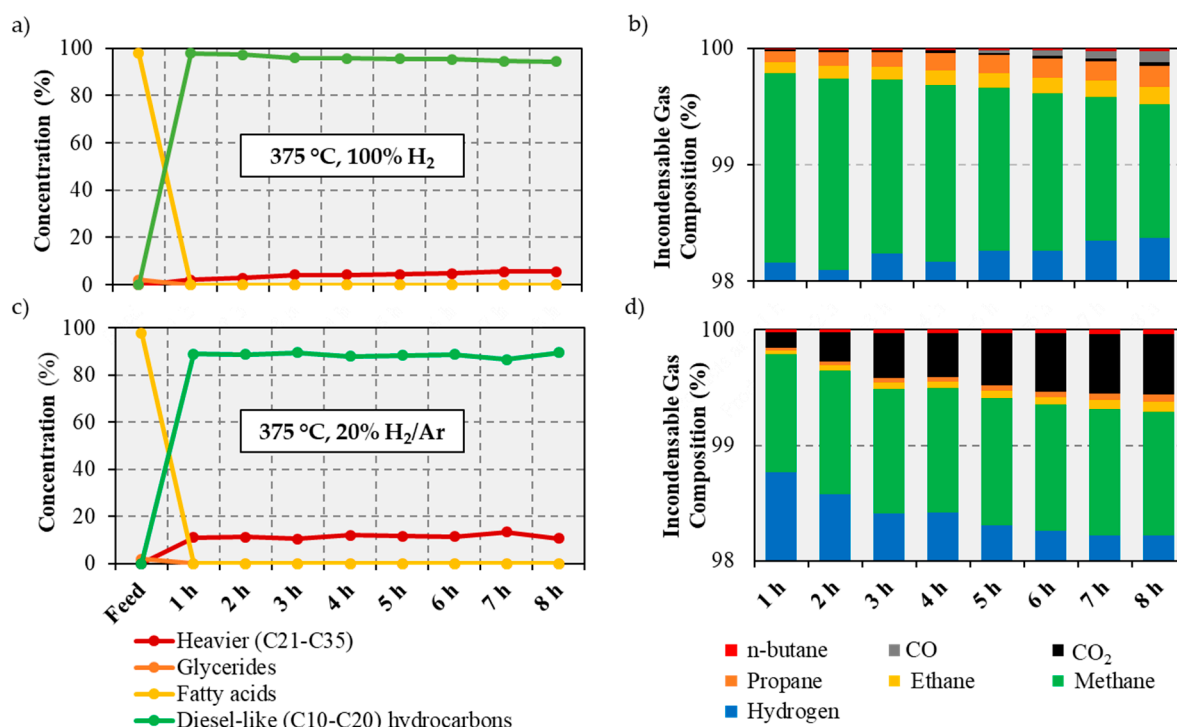 a)
100
80
60
40
20
0
Concentration (%)
375 °C, 100% H2
b)
100
99
98
Incondensable Gas
Composition (%)
c)
100
80
60
40
20
0
Concentration (%)
375 °C, 20% H2/Ar
Feed
1 h
2 h
3 h
4 h
5 h
6 h
7 h
8 h
d)
100
99
98
Incondensable Gas
Composition (%)
1 h
2 h
3 h
4 h
5 h
6 h
7 h
8 h
Heavier (C21-C35)
Glycerides
Fatty acids
Diesel-like (C10-C20) hydrocarbons
n-butane
CO
CO2
Propane
Ethane
Methane
Hydrogen